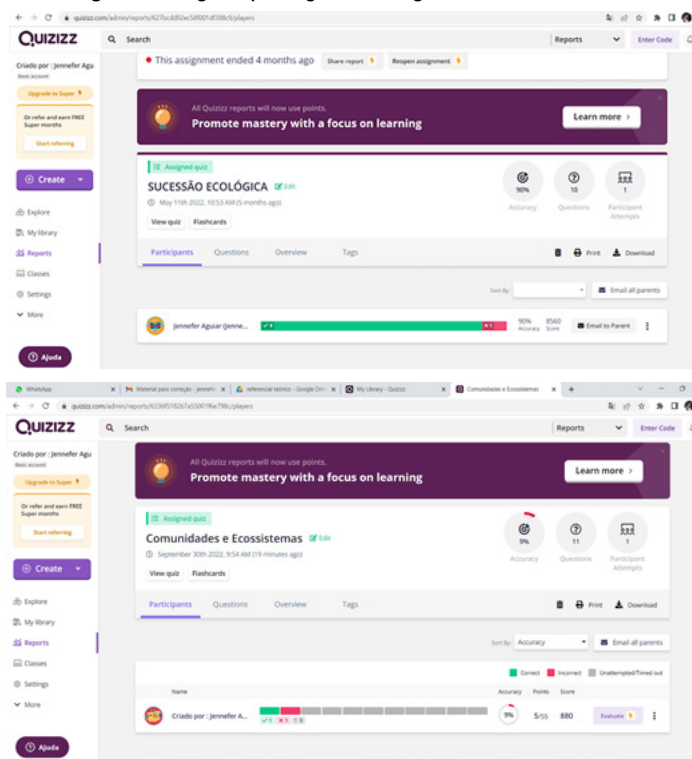 quizizz.com/admin/reports/627bcdd92ec58f001df398c9/players
QUIZIZZ
Search
Reports
Enter Code
Criado por : Jennefer Agu
Basic account
Upgrade to Super
Or refer and earn FREE
Super months
Start referring
Create
Explore
My library
Reports
Classes
Settings
More
Ajuda
This assignment ended 4 months ago
Share report
Reopen assignment
All Quizizz reports will now use points.
Promote mastery with a focus on learning
Learn more >
Assigned quiz
SUCESSÃO ECOLÓGICA Edit
May 11th 2022, 10:53 AM (5 months ago)
View quiz Flashcards
90%
Accuracy
10
Questions
1
Participant
Attempts
Participants Questions Overview Tags
Print Download
Sort By:
Email all parents
Jennefer Aguiar (Jenne...
9
1
90%
Accuracy
8560
Score
Email to Parent
WhatsApp
Material para correção - jennefe
referencial teórico - Google Driv
My Library - Quizizz
Comunidades e Ecossistemas
QUIZIZZ
Search
Reports
Enter Code
Criado por : Jennefer Agu
Basic account
Upgrade to Super
Or refer and earn FREE
Super months
Start referring
Create
Explore
My library
Reports
Classes
Settings
More
Ajuda
All Quizizz reports will now use points.
Promote mastery with a focus on learning
Learn more >
Assigned quiz
Comunidades e Ecossistemas Edit
September 30th 2022, 9:54 AM (19 minutes ago)
View quiz Flashcards
9%
Accuracy
11
Questions
1
Participant
Attempts
Participants Questions Overview Tags
Print Download
Sort By: Accuracy
Email all parents
Correct Incorrect Unattempted/Timed out
Name Accuracy Points Score
Criado por : Jennefer A...
1 1 9
9% 5/55 880
Evaluate